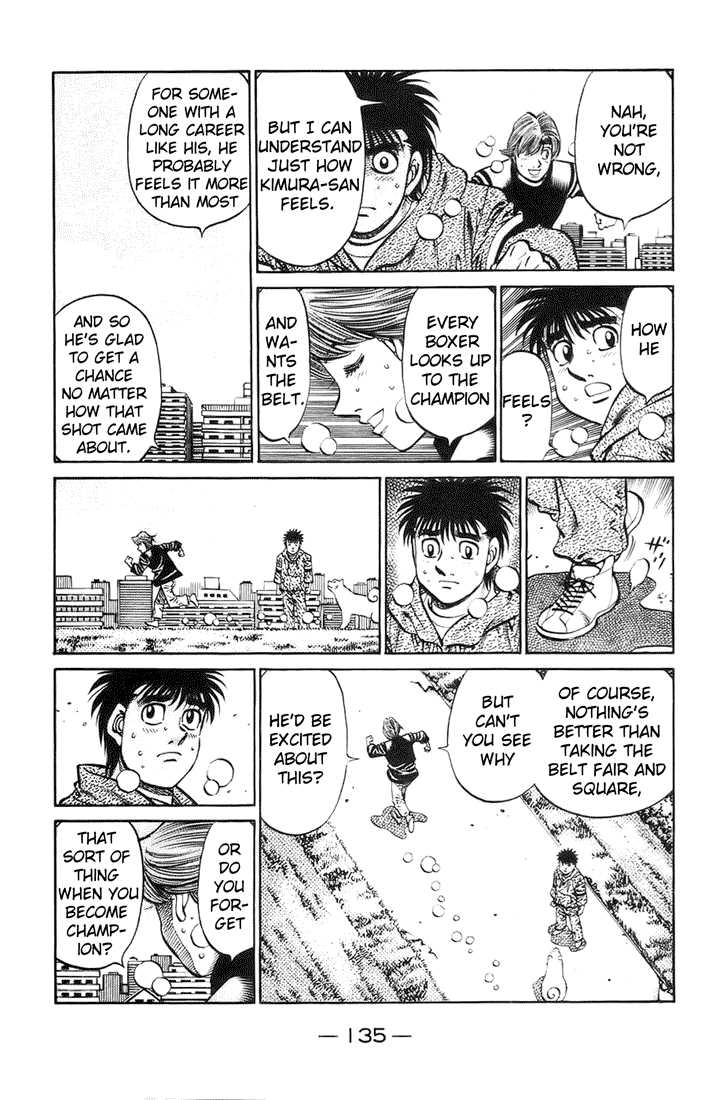 NAH,
YOU'RE
NOT
WRONG,
BUT I CAN
UNDERSTAND
JUST HOW
KIMURA-SAN
FEELS.
FOR SOME-
ONE WITH A
LONG CAREER
LIKE HIS, HE
PROBABLY
FEELS IT MORE
THAN MOST
AND SO
HE'S GLAD
TO GET A
CHANCE
NO MATTER
HOW THAT
SHOT CAME
ABOUT.
HOW
HE
FEELS
?
EVERY
BOXER
LOOKS UP
TO THE
CHAMPION
AND
WA-
NTS
THE
BELT.
OF COURSE,
NOTHING'S
BETTER THAN
TAKING THE
BELT FAIR AND
SQUARE,
BUT
CAN'T
YOU SEE
WHY
HE'D BE
EXCITED
ABOUT
THIS?
OR
DO
YOU
FOR-
GET
THAT
SORT OF
THING
WHEN YOU
BECOME
CHAMP-
ION?
— 135 —